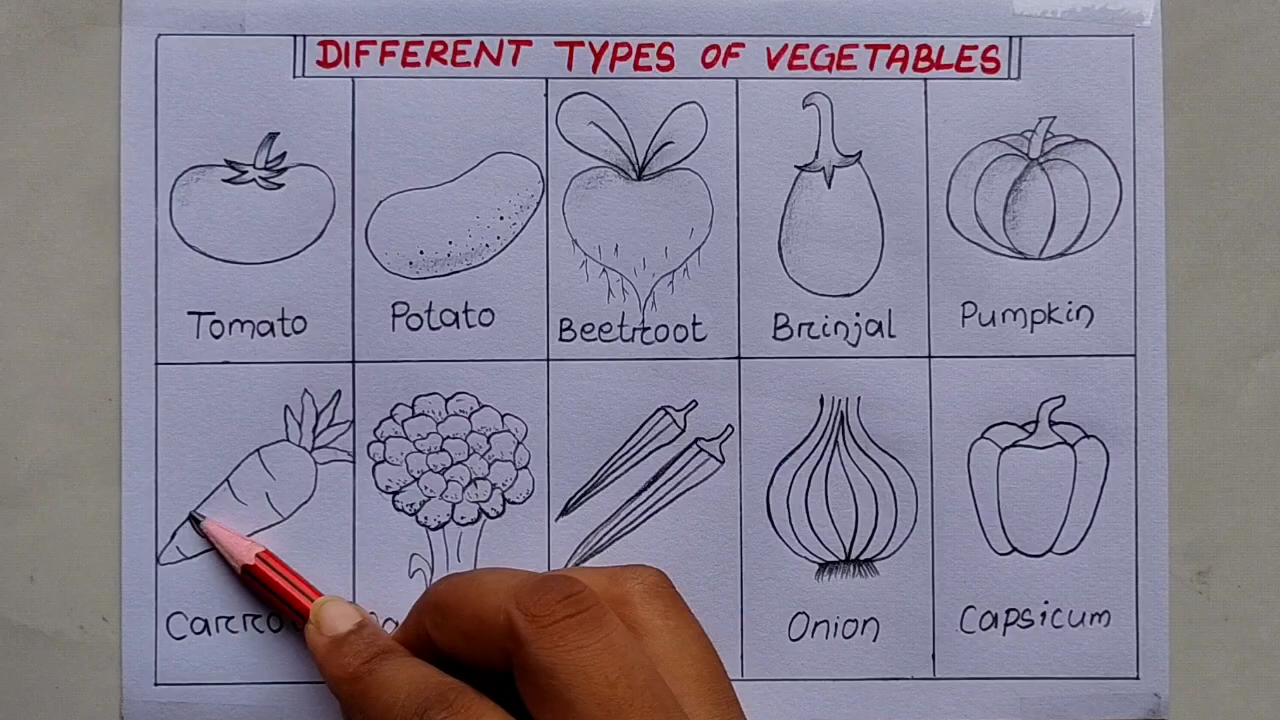 DIFFERENT TYPES OF VEGETABLES
Tomato
Potato
Beetroot
Brinjal
Pumpkin
Onion
Capsicum